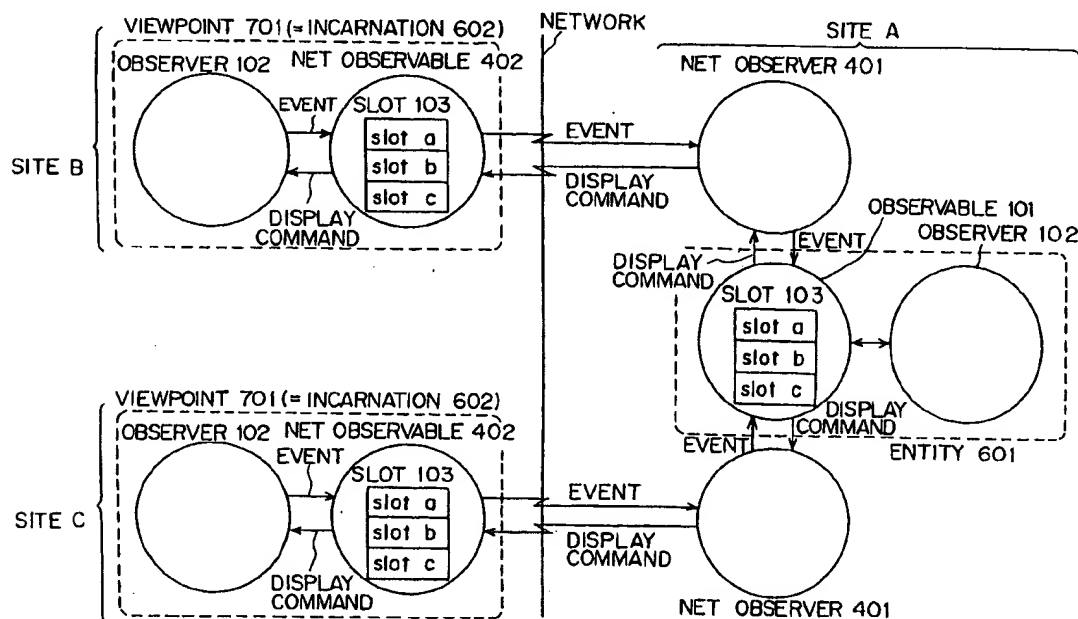 VIEWPOINT 701(=INCARNATION 602)
OBSERVER 102
NET OBSERVABLE 402
EVENT
SLOT 103
slot a
slot b
slot c
DISPLAY
COMMAND
SITE B
NETWORK
EVENT
DISPLAY
COMMAND
SITE A
NET OBSERVER 401
OBSERVABLE 101
OBSERVER 102
EVENT
DISPLAY
COMMAND
SLOT 103
slot a
slot b
slot c
DISPLAY
COMMAND
EVENT
ENTITY 601
VIEWPOINT 701(=INCARNATION 602)
OBSERVER 102
NET OBSERVABLE 402
EVENT
SLOT 103
slot a
slot b
slot c
DISPLAY
COMMAND
SITE C
EVENT
DISPLAY
COMMAND
NET OBSERVER 401